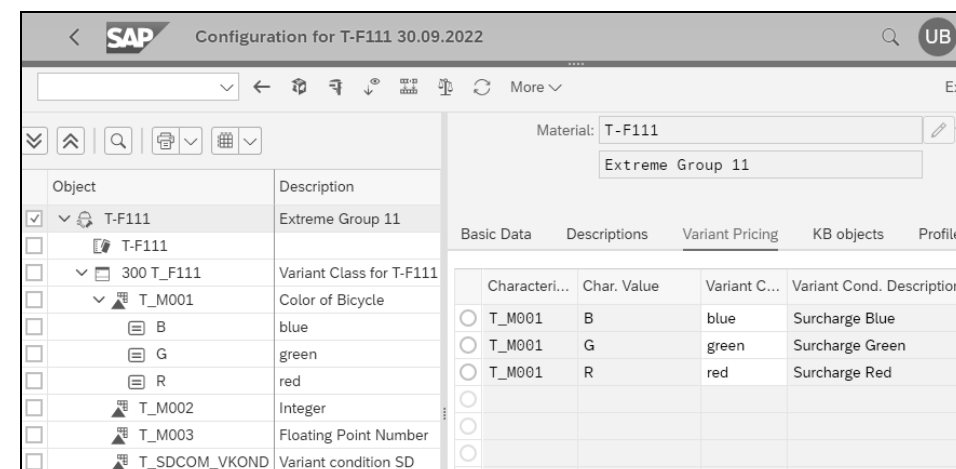 SAP Configuration for T-F111 30.09.2022 UB
More
Material: T-F111
Extreme Group 11
Object Description
T-F111 Extreme Group 11
T-F111
300 T_F111 Variant Class for T-F111
T_M001 Color of Bicycle
B blue
G green
R red
T_M002 Integer
T_M003 Floating Point Number
T_SDCOM_VKOND Variant condition SD
Basic Data Descriptions Variant Pricing KB objects Profile
Characteri... Char. Value Variant C... Variant Cond. Description
T_M001 B blue Surcharge Blue
T_M001 G green Surcharge Green
T_M001 R red Surcharge Red